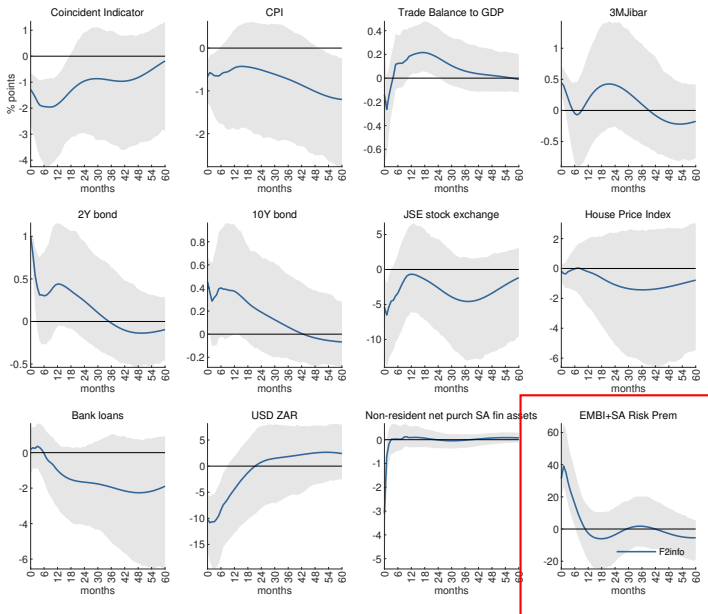 Coincident Indicator
CPI
Trade Balance to GDP
3MJibar
% points
0
-1
-2
-3
-4
0 6 12 18 24 30 36 42 48 54 60
months
0
-1
-2
0 6 12 18 24 30 36 42 48 54 60
months
0.4
0.2
0
-0.2
-0.4
-0.6
0 6 12 18 24 30 36 42 48 54 60
months
1
0.5
0
-0.5
0 6 12 18 24 30 36 42 48 54 60
months
2Y bond
10Y bond
JSE stock exchange
House Price Index
1
0.5
0
-0.5
0 6 12 18 24 30 36 42 48 54 60
months
0.8
0.6
0.4
0.2
0
-0.2
0 6 12 18 24 30 36 42 48 54 60
months
5
0
-5
-10
0 6 12 18 24 30 36 42 48 54 60
months
2
0
-2
-4
-6
0 6 12 18 24 30 36 42 48 54 60
months
Bank loans
USD ZAR
Non-resident net purch SA fin assets
EMBI+SA Risk Prem
0
-2
-4
-6
0 6 12 18 24 30 36 42 48 54 60
months
5
0
-5
-10
-15
0 6 12 18 24 30 36 42 48 54 60
months
0
-1
-2
-3
-4
-5
0 6 12 18 24 30 36 42 48 54 60
months
60
40
20
0
-20
F2info
0 6 12 18 24 30 36 42 48 54 60
months